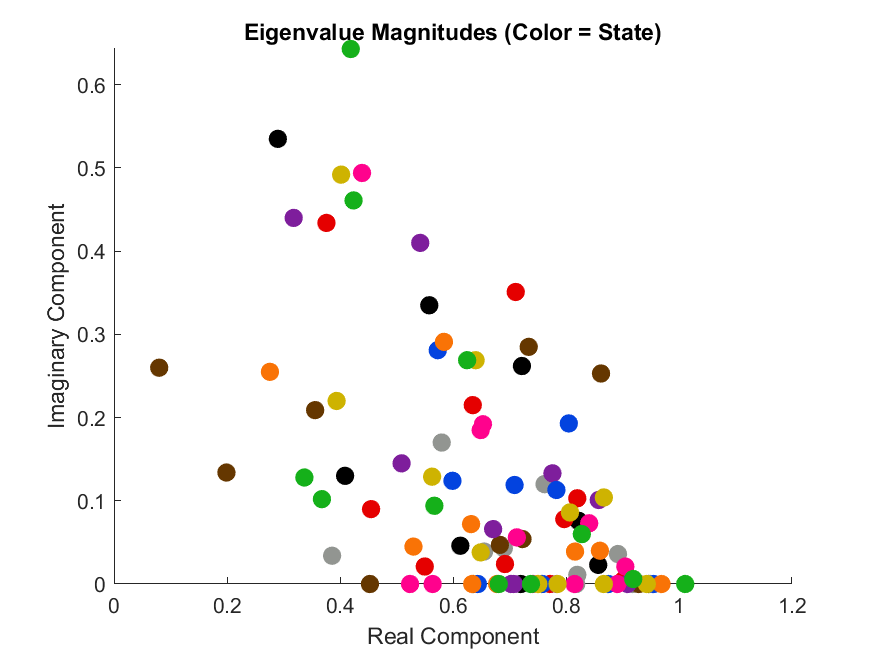 Eigenvalue Magnitudes (Color = State)
0.6
0.5
0.4
0.3
0.2
0.1
0
Imaginary Component
0 0.2 0.4 0.6 0.8 1 1.2
Real Component